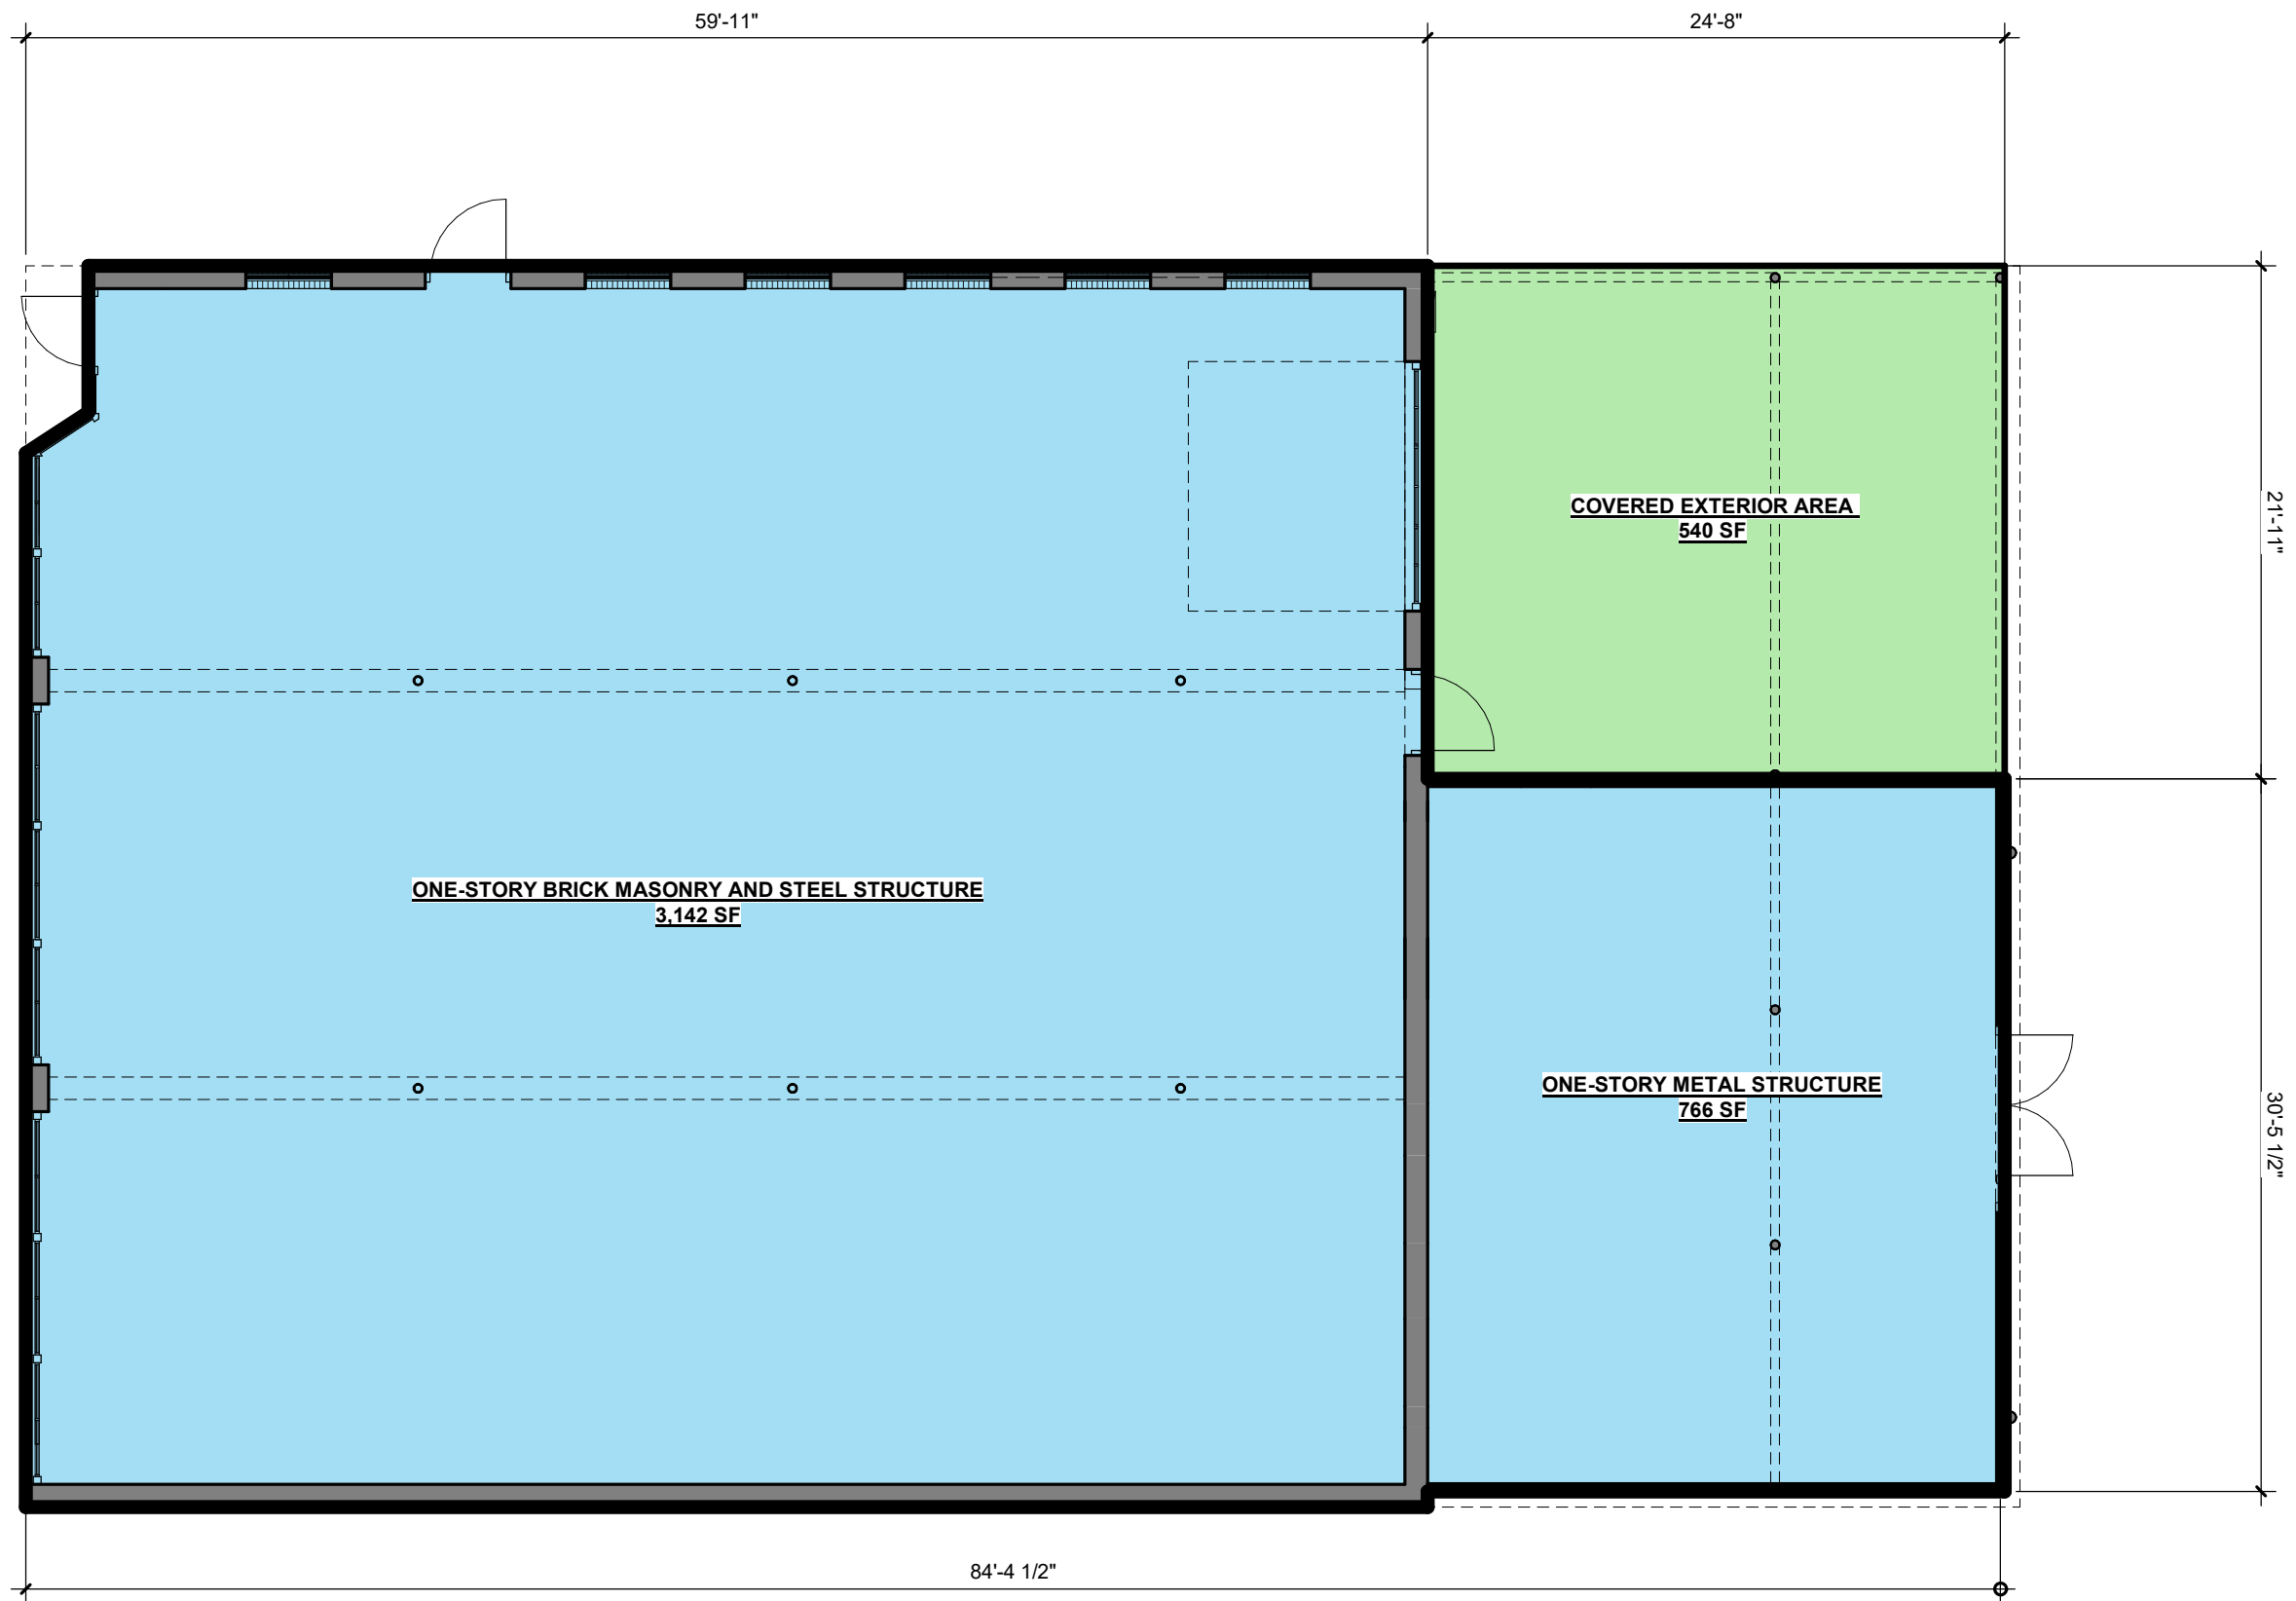 59'-11"
24'-8"
COVERED EXTERIOR AREA
540 SF
21'-11"
ONE-STORY BRICK MASONRY AND STEEL STRUCTURE
3,142 SF
ONE-STORY METAL STRUCTURE
766 SF
30'-5 1/2"
84'-4 1/2"